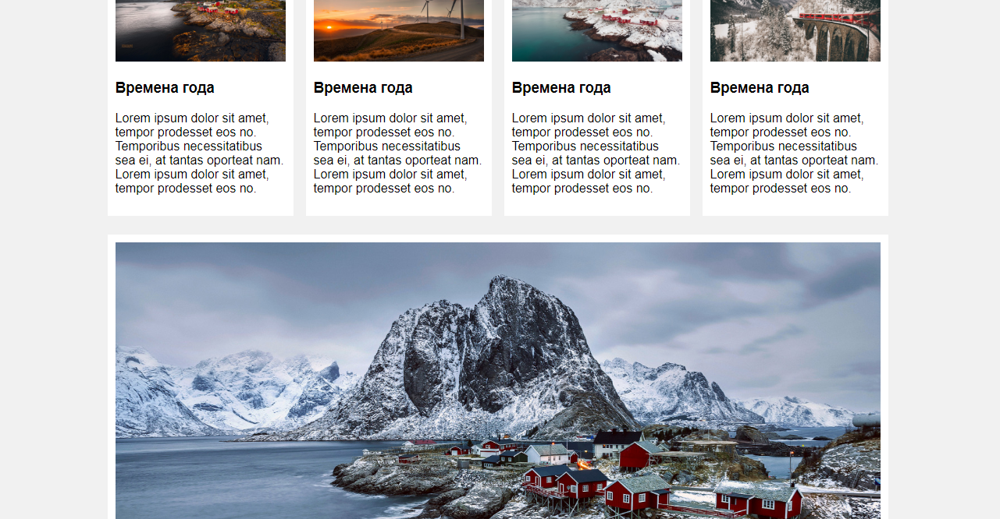 Времена года
Lorem ipsum dolor sit amet,
tempor prodesset eos no.
Temporibus necessitatibus
sea ei, at tantas oporteat nam.
Lorem ipsum dolor sit amet,
tempor prodesset eos no.
Времена года
Lorem ipsum dolor sit amet,
tempor prodesset eos no.
Temporibus necessitatibus
sea ei, at tantas oporteat nam.
Lorem ipsum dolor sit amet,
tempor prodesset eos no.
Времена года
Lorem ipsum dolor sit amet,
tempor prodesset eos no.
Temporibus necessitatibus
sea ei, at tantas oporteat nam.
Lorem ipsum dolor sit amet,
tempor prodesset eos no.
Времена года
Lorem ipsum dolor sit amet,
tempor prodesset eos no.
Temporibus necessitatibus
sea ei, at tantas oporteat nam.
Lorem ipsum dolor sit amet,
tempor prodesset eos no.